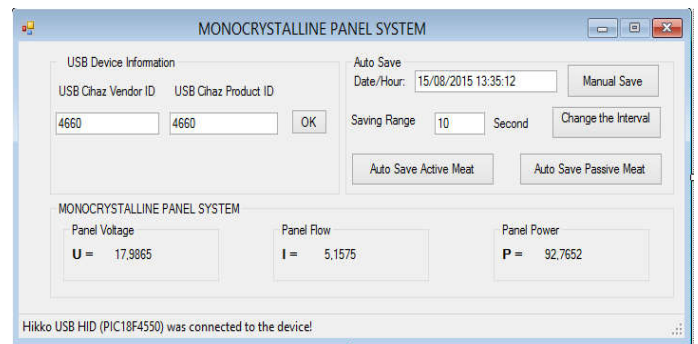 MONOCRYSTALLINE PANEL SYSTEM
USB Device Information
USB Cihaz Vendor ID USB Cihaz Product ID
4660 4660 OK
Auto Save
Date/Hour: 15/08/2015 13:35:12 Manual Save
Saving Range 10 Second Change the Interval
Auto Save Active Meat Auto Save Passive Meat
MONOCRYSTALLINE PANEL SYSTEM
Panel Voltage Panel Flow Panel Power
U = 17,9865 I = 5,1575 P = 92,7652
Hikko USB HID (PIC18F4550) was connected to the device!